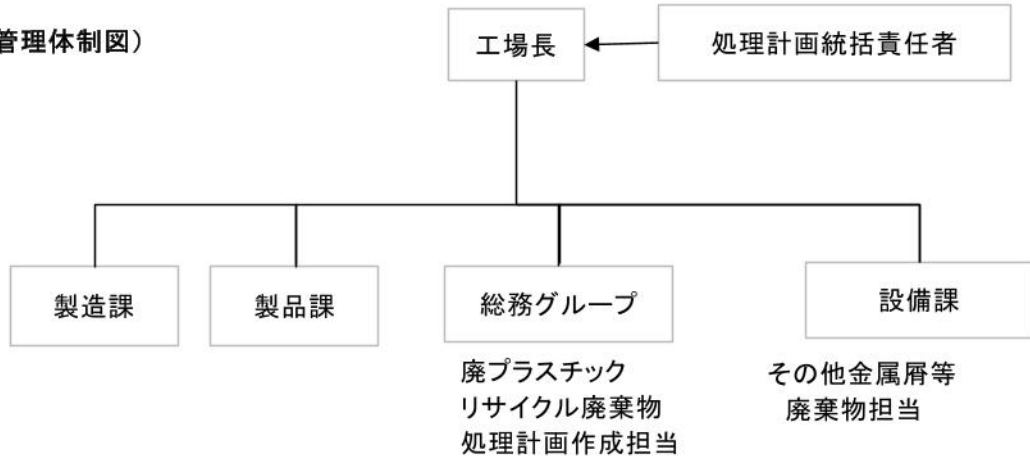 管理体制図）
工場長
処理計画統括責任者
製造課
製品課
総務グループ
設備課
廃プラスチック
リサイクル廃棄物
処理計画作成担当
その他金属屑等
廃棄物担当